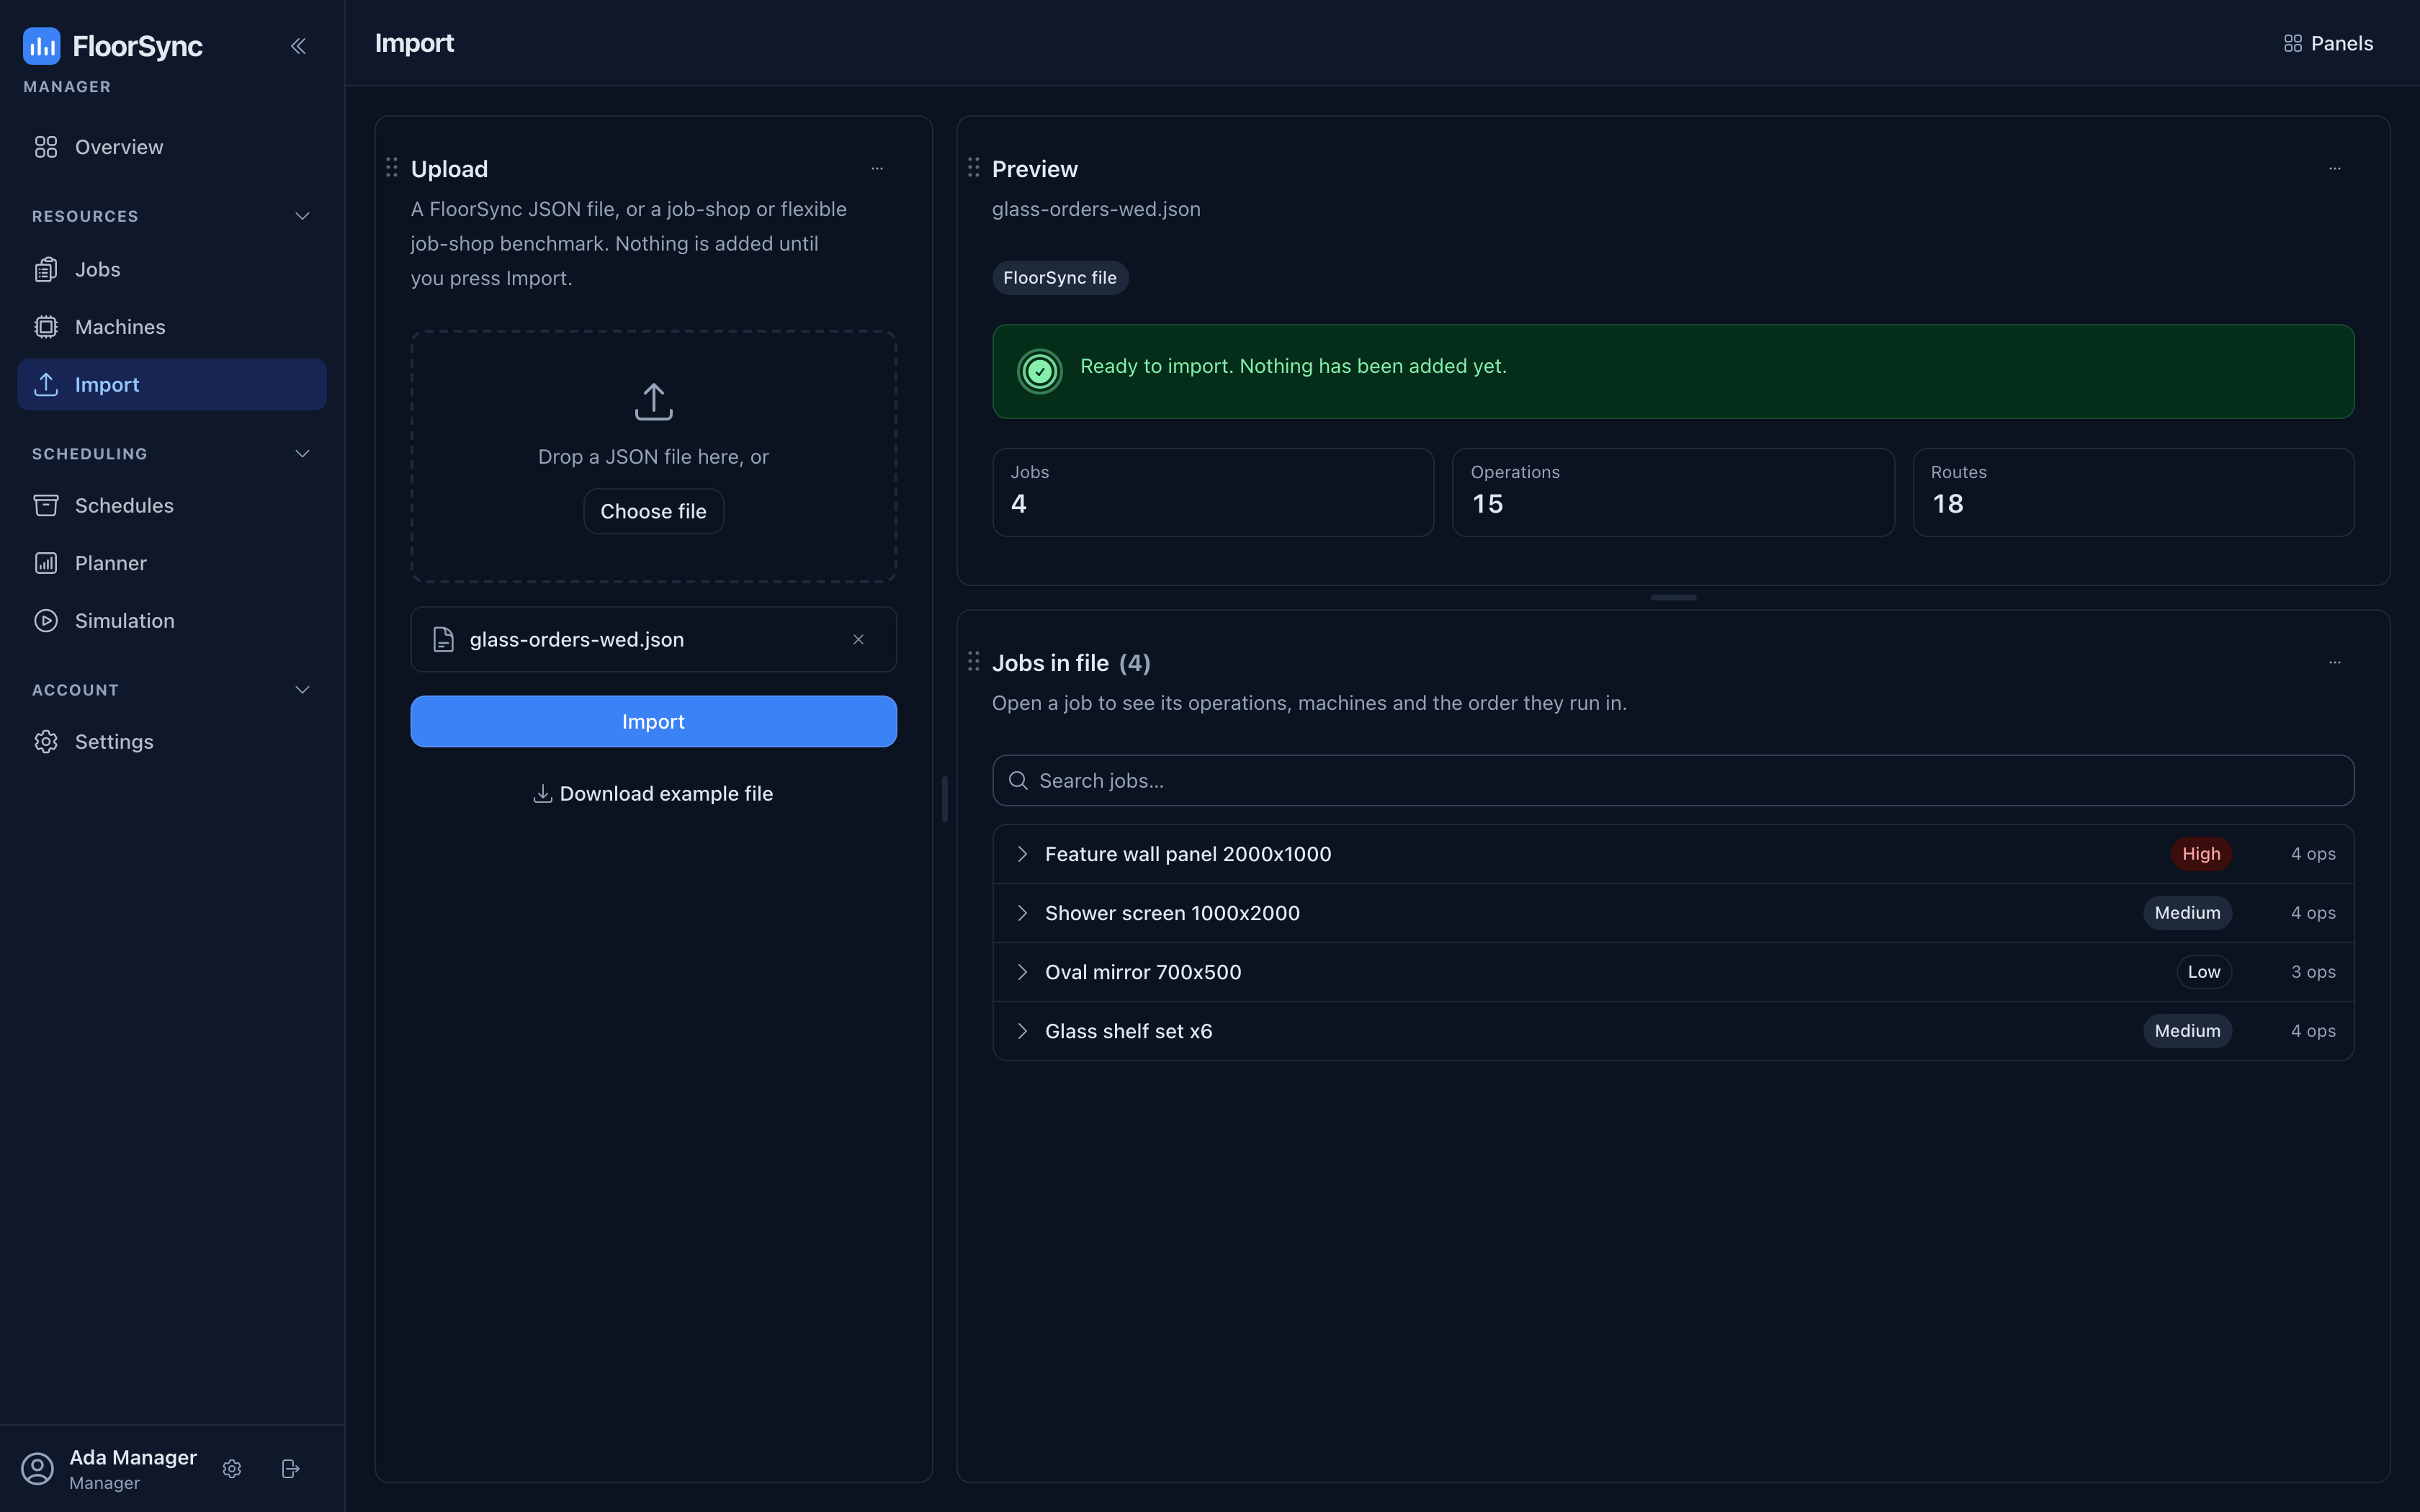 FloorSync
MANAGER
Overview
RESOURCES
Jobs
Machines
Import
SCHEDULING
Schedules
Planner
Simulation
ACCOUNT
Settings
Ada Manager
Manager
Import
Panels
Upload
A FloorSync JSON file, or a job-shop or flexible
job-shop benchmark. Nothing is added until
you press Import.
Drop a JSON file here, or
Choose file
glass-orders-wed.json
Import
Download example file
Preview
glass-orders-wed.json
FloorSync file
Ready to import. Nothing has been added yet.
Jobs
4
Operations
15
Routes
18
Jobs in file (4)
Open a job to see its operations, machines and the order they run in.
Search jobs...
Feature wall panel 2000x1000 High 4 ops
Shower screen 1000x2000 Medium 4 ops
Oval mirror 700x500 Low 3 ops
Glass shelf set x6 Medium 4 ops